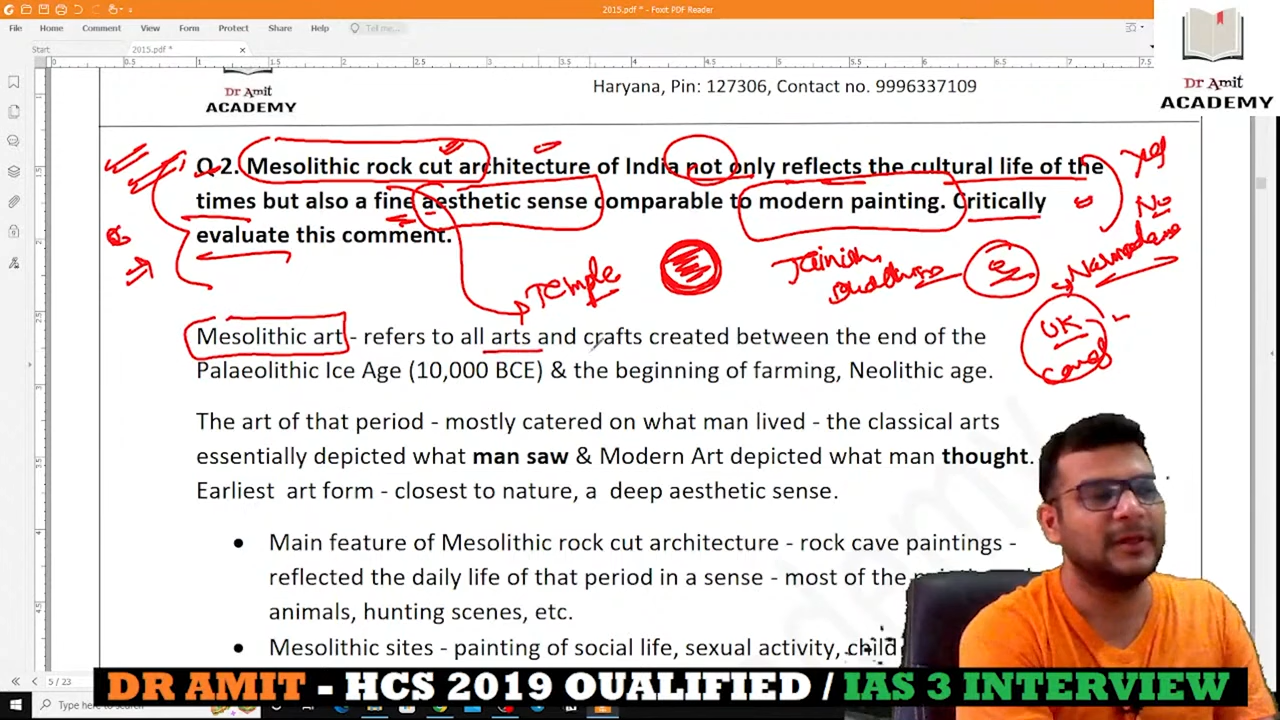 2015.pdf * - Foxit PDF Reader
File Home Comment View Form Protect Share Help Tell me...
Start 2015.pdf *
Dr Amit
ACADEMY
Haryana, Pin: 127306, Contact no. 9996337109
Dr Amit
ACADEMY
Q-2. Mesolithic rock cut architecture of India not only reflects the cultural life of the
times but also a fine aesthetic sense comparable to modern painting. Critically
evaluate this comment.
Yes
No
Temple
UK
Mesolithic art - refers to all arts and crafts created between the end of the
Palaeolithic Ice Age (10,000 BCE) & the beginning of farming, Neolithic age.
The art of that period - mostly catered on what man lived - the classical arts
essentially depicted what man saw & Modern Art depicted what man thought.
Earliest art form - closest to nature, a deep aesthetic sense.
• Main feature of Mesolithic rock cut architecture - rock cave paintings -
reflected the daily life of that period in a sense - most of the
animals, hunting scenes, etc.
• Mesolithic sites - painting of social life, sexual activity, child
5 / 23
DR AMIT - HCS 2019 QUALIFIED / IAS 3 INTERVIEW
Type here to search